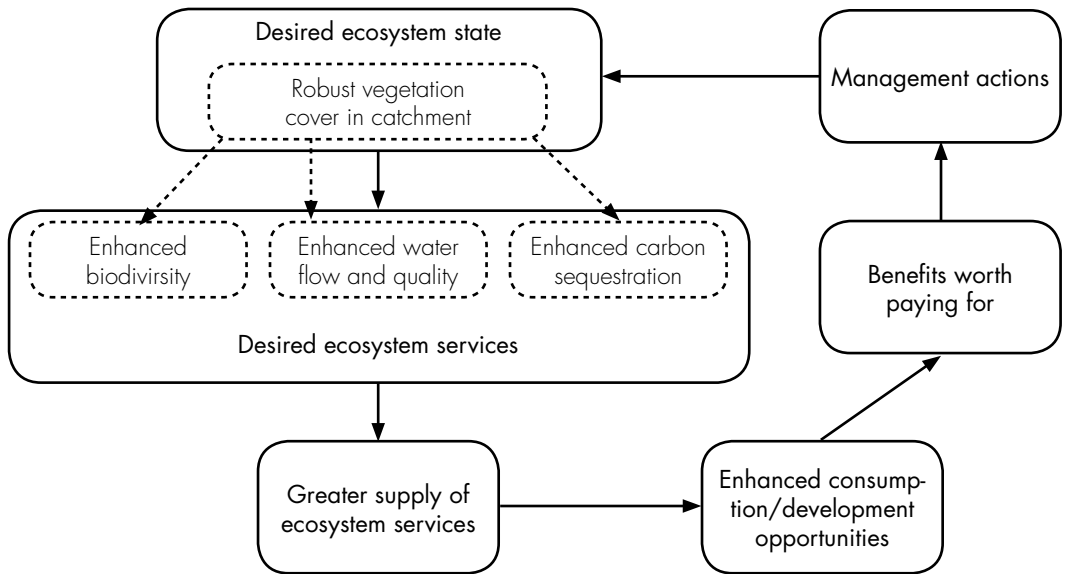 Desired ecosystem state
Robust vegetation
cover in catchment
Management actions
Enhanced
biodivirsity
Enhanced water
flow and quality
Enhanced carbon
sequestration
Desired ecosystem services
Benefits worth
paying for
Greater supply of
ecosystem services
Enhanced consump-
tion/development
opportunities